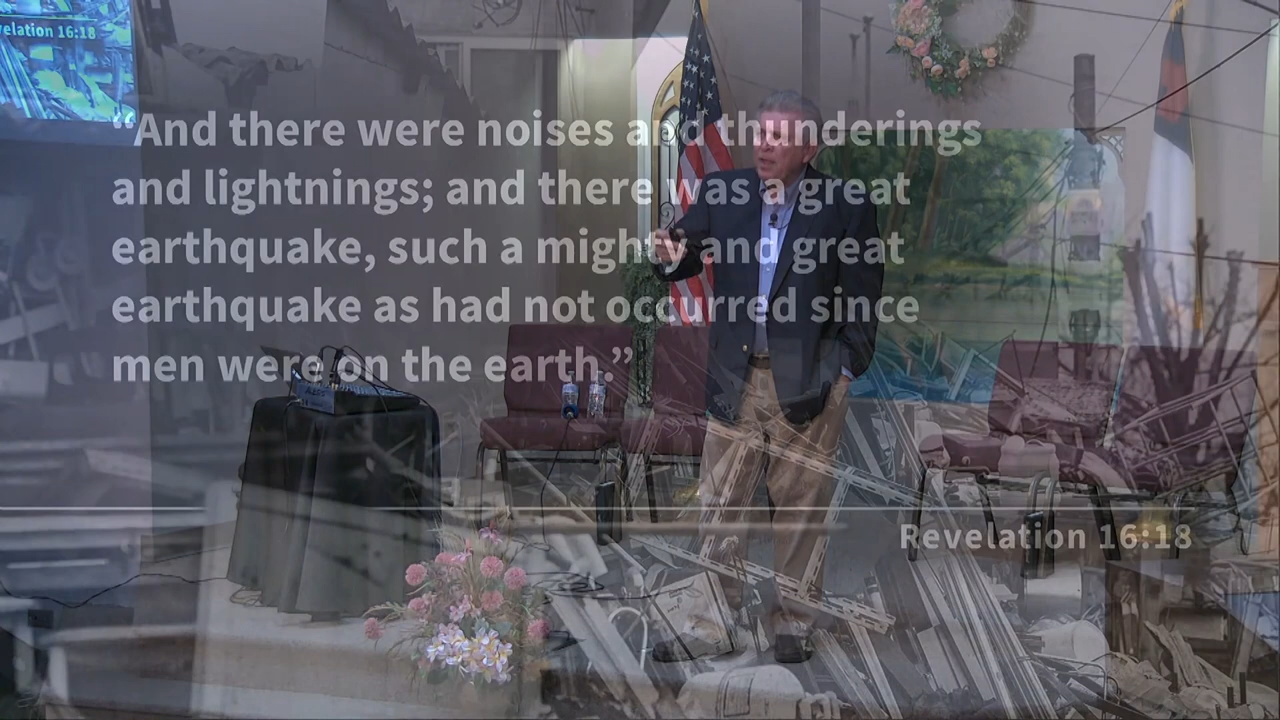 velation 16:18
“And there were noises and thunderings
and lightnings; and there was a great
earthquake, such a mighty and great
earthquake as had not occurred since
men were on the earth.”
Revelation 16:18